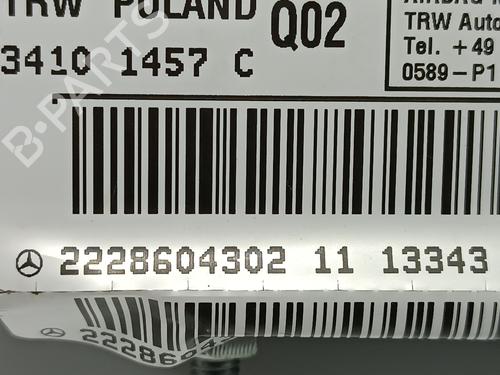 TRW POLAND
Q02
3410 1457 C
TRW Auto
Tel. +49
0589-P1
B-PARTS
2228604302 11 13343